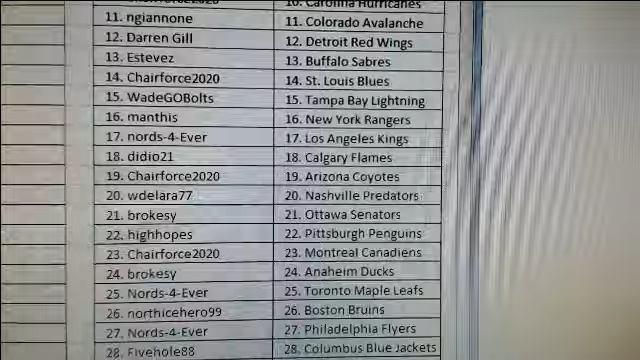 10. Carolina Hurricanes
11. ngiannone 11. Colorado Avalanche
12. Darren Gill 12. Detroit Red Wings
13. Estevez 13. Buffalo Sabres
14. Chairforce2020 14. St. Louis Blues
15. WadeGOBolts 15. Tampa Bay Lightning
16. manthis 16. New York Rangers
17. nords-4-Ever 17. Los Angeles Kings
18. didio21 18. Calgary Flames
19. Chairforce2020 19. Arizona Coyotes
20. wdelara77 20. Nashville Predators
21. brokesy 21. Ottawa Senators
22. highhopes 22. Pittsburgh Penguins
23. Chairforce2020 23. Montreal Canadiens
24. brokesy 24. Anaheim Ducks
25. Nords-4-Ever 25. Toronto Maple Leafs
26. northicehero99 26. Boston Bruins
27. Nords-4-Ever 27. Philadelphia Flyers
28. Fivehole88 28. Columbus Blue Jackets